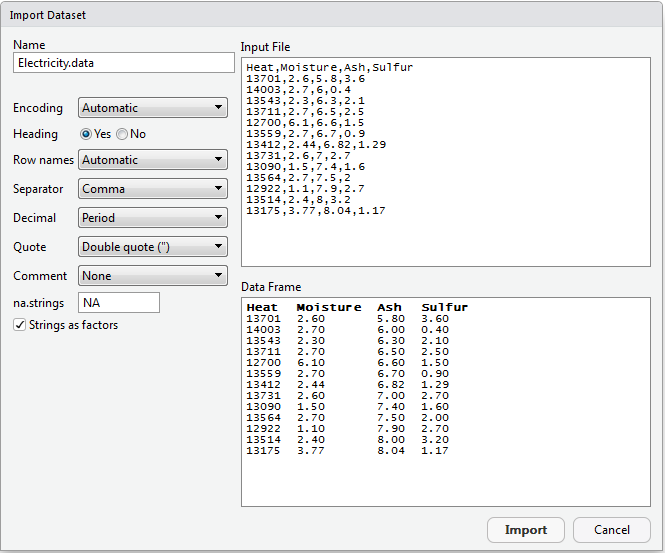 Import Dataset
Name
Electricity.data
Encoding Automatic
Heading Yes No
Row names Automatic
Separator Comma
Decimal Period
Quote Double quote (")
Comment None
na.strings NA
Strings as factors
Input File
Heat,Moisture,Ash,Sulfur
13701,2.6,5.8,3.6
14003,2.7,6,0.4
13543,2.3,6.3,2.1
13711,2.7,6.5,2.5
12700,6.1,6.6,1.5
13559,2.7,6.7,0.9
13412,2.44,6.82,1.29
13731,2.6,7,2.7
13090,1.5,7.4,1.6
13564,2.7,7.5,2
12922,1.1,7.9,2.7
13514,2.4,8,3.2
13175,3.77,8.04,1.17
Data Frame
Heat Moisture Ash Sulfur
13701 2.60 5.80 3.60
14003 2.70 6.00 0.40
13543 2.30 6.30 2.10
13711 2.70 6.50 2.50
12700 6.10 6.60 1.50
13559 2.70 6.70 0.90
13412 2.44 6.82 1.29
13731 2.60 7.00 2.70
13090 1.50 7.40 1.60
13564 2.70 7.50 2.00
12922 1.10 7.90 2.70
13514 2.40 8.00 3.20
13175 3.77 8.04 1.17
Import Cancel